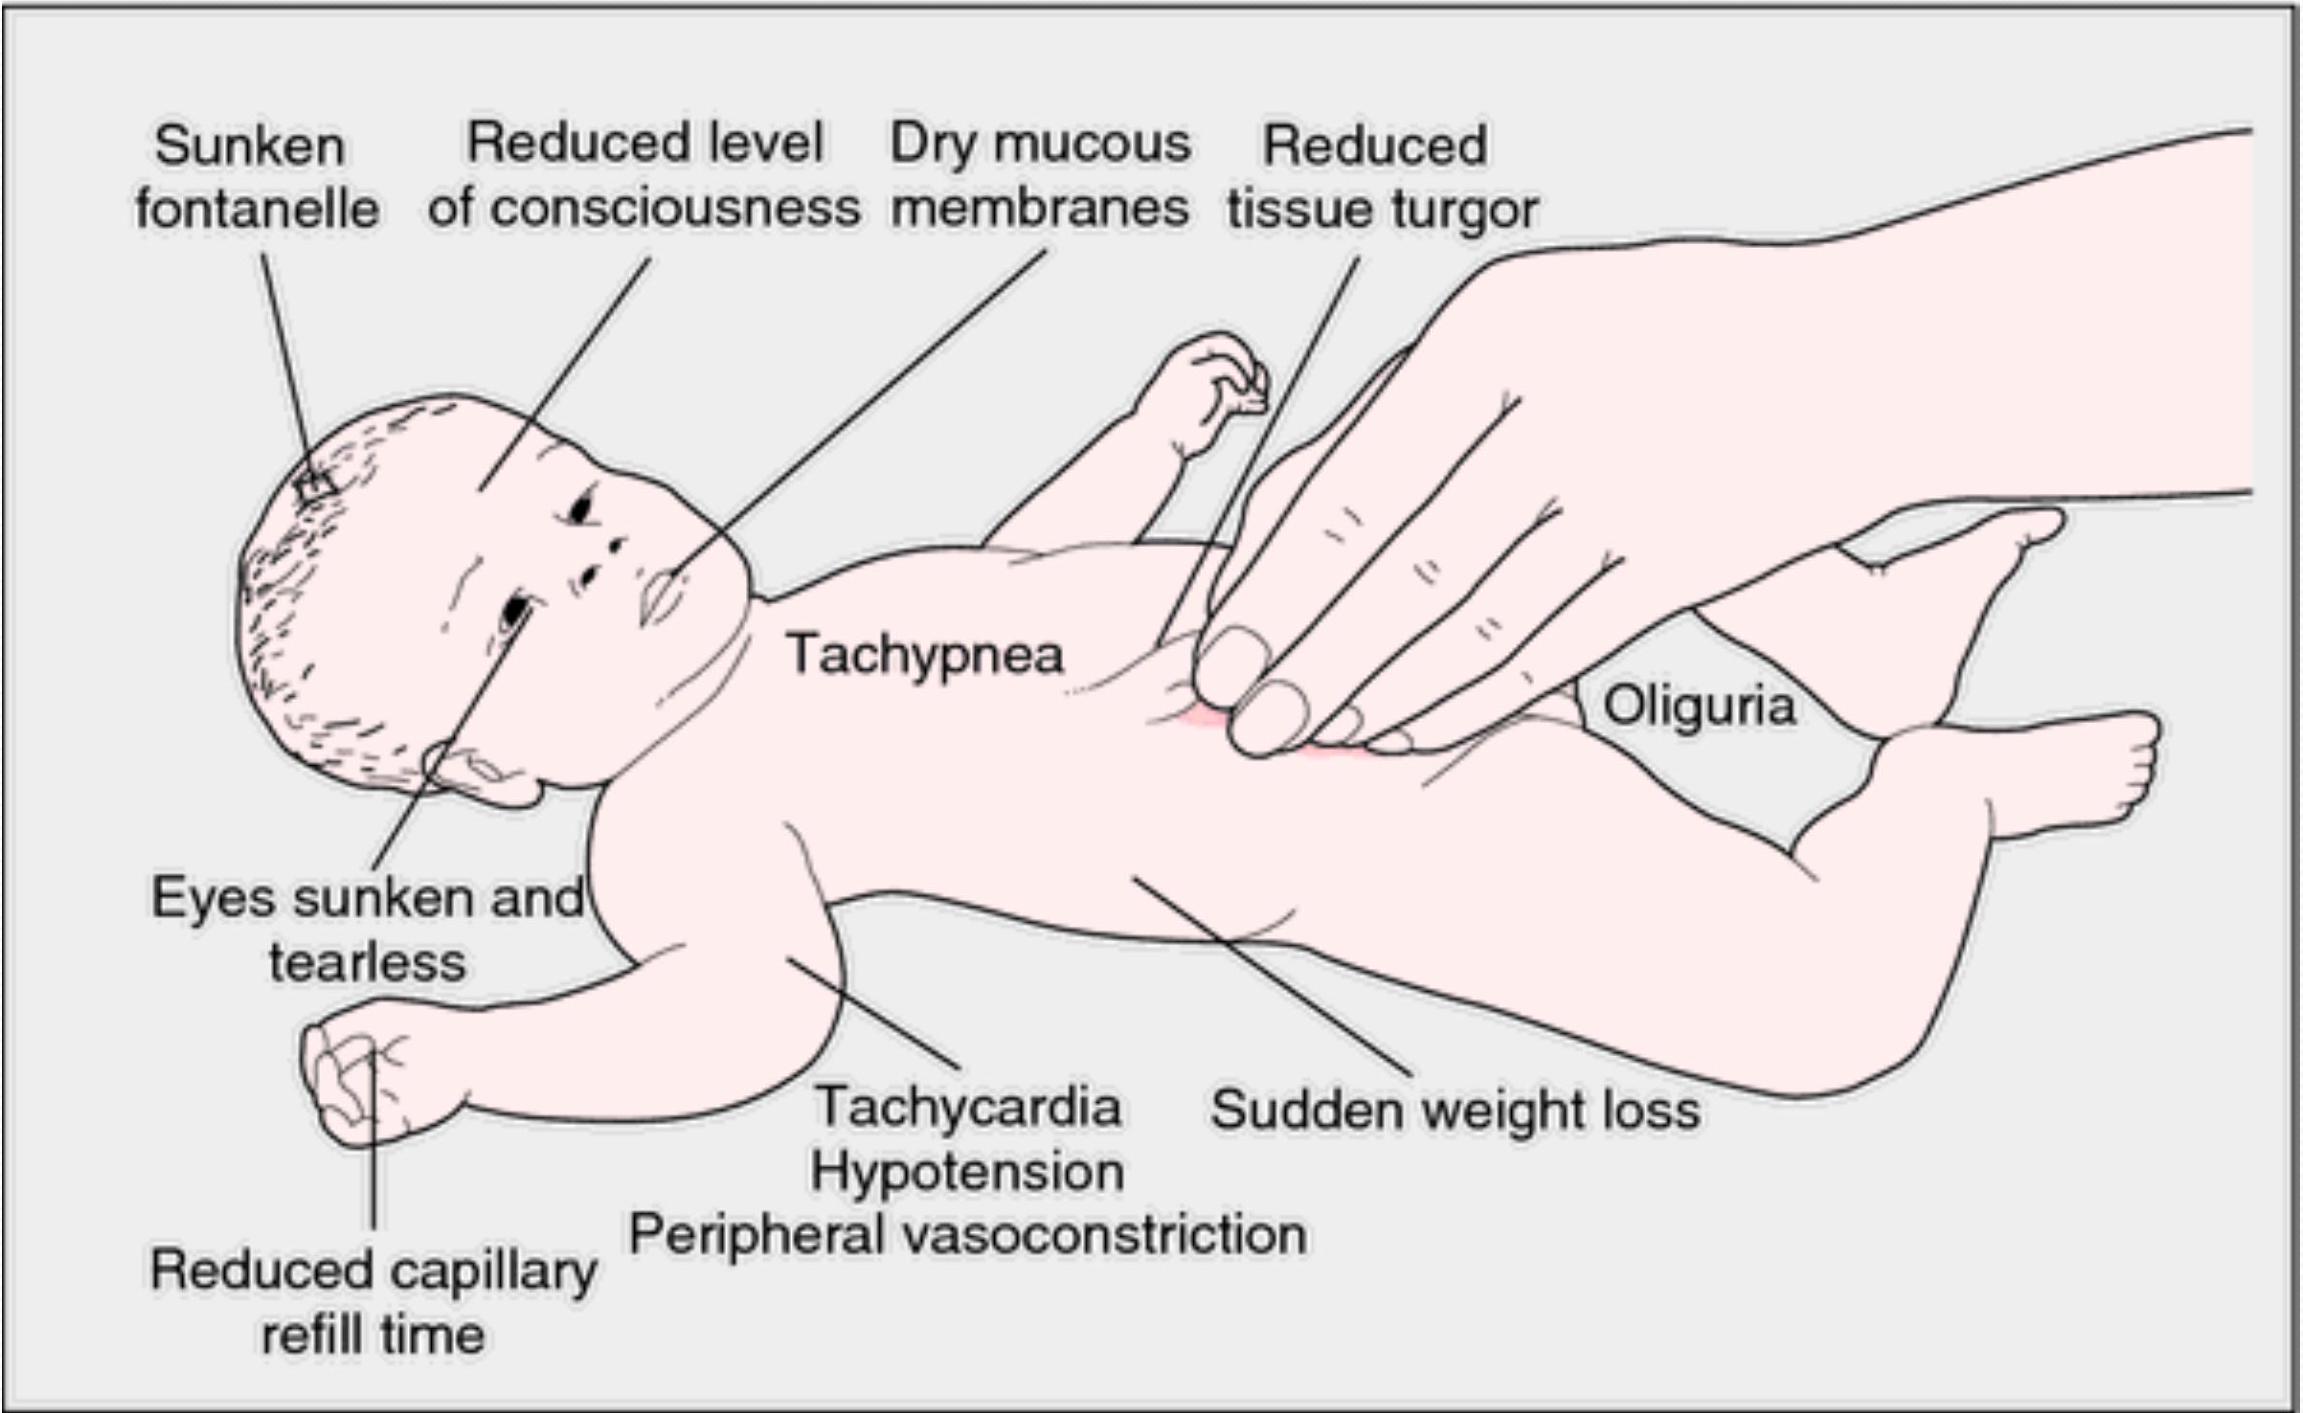 Sunken
fontanelle
Reduced level
of consciousness
Dry mucous
membranes
Reduced
tissue turgor
Tachypnea
Oliguria
Eyes sunken and
tearless
Tachycardia
Hypotension
Peripheral vasoconstriction
Sudden weight loss
Reduced capillary
refill time